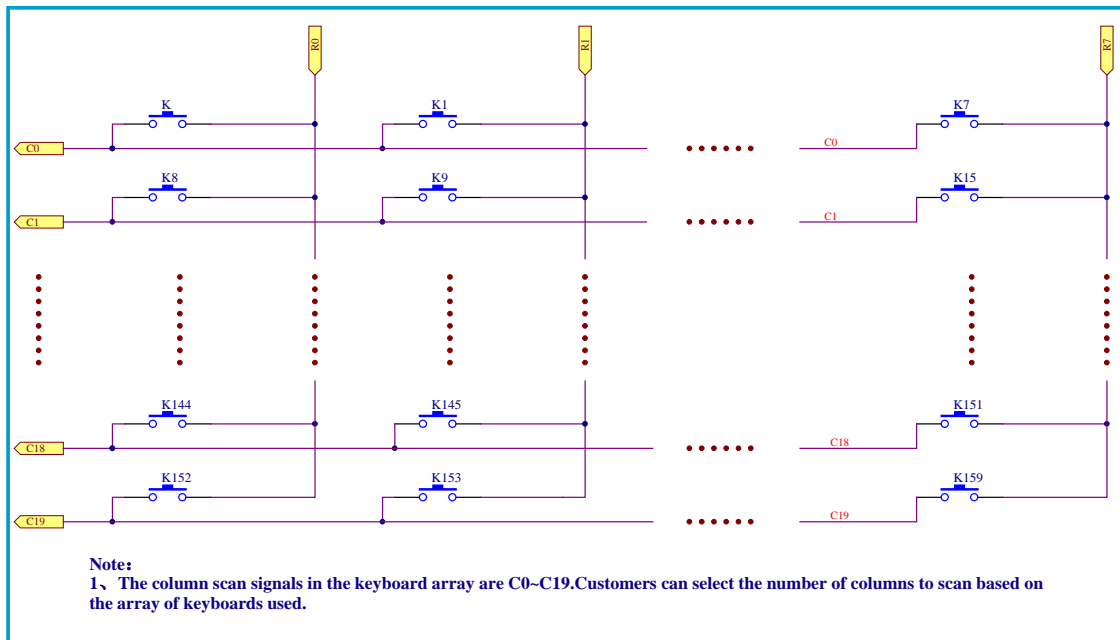 R0
R1
R7
K
K1
K7
C0
C0
K8
K9
K15
C1
C1
K144
K145
K151
C18
C18
K152
K153
K159
C19
C19
Note：
1、The column scan signals in the keyboard array are C0~C19.Customers can select the number of columns to scan based on
the array of keyboards used.